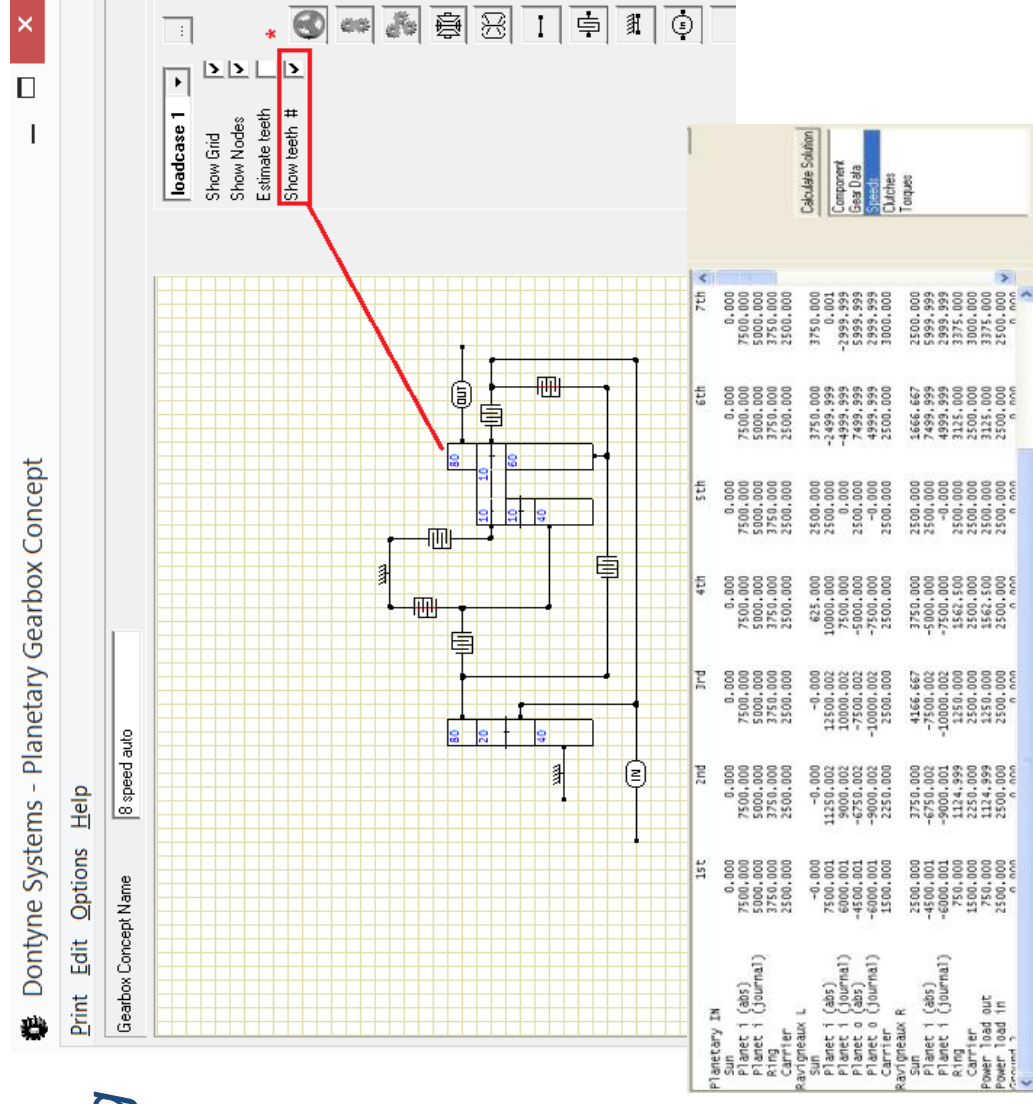 Dontyne Systems - Planetary Gearbox Concept
Print Edit Options Help
Gearbox Concept Name 8 speed auto
loadcase 1 ...
Show Grid
Show Nodes
Estimate teeth *
Show teeth #
80
20
40
80
10 10
10 60
40
IN
OUT
In
1st 2nd 3rd 4th 5th 6th 7th
Planetary IN
Sun 0.000 0.000 0.000 0.000 0.000 0.000 0.000
Planet i (abs) 7500.000 7500.000 7500.000 7500.000 7500.000 7500.000 7500.000
Planet i (journal) 5000.000 5000.000 5000.000 5000.000 5000.000 5000.000 5000.000
Ring 3750.000 3750.000 3750.000 3750.000 3750.000 3750.000 3750.000
Carrier 2500.000 2500.000 2500.000 2500.000 2500.000 2500.000 2500.000
Ravigneaux L
Sun -0.000 -0.000 -0.000 625.000 2500.000 3750.000 3750.000
Planet i (abs) 7500.001 11250.002 12500.002 10000.000 2500.000 -2499.999 0.001
Planet i (journal) 6000.001 9000.002 10000.002 7500.000 0.000 -4999.999 -2999.999
Planet o (abs) -4500.001 -6750.002 -7500.002 -5000.000 2500.000 7499.999 5999.999
Planet o (journal) -6000.001 -9000.002 -10000.002 -7500.000 -0.000 4999.999 2999.999
Carrier 1500.000 2250.000 2500.000 2500.000 2500.000 2500.000 3000.000
Ravigneaux R
Sun 2500.000 3750.000 4166.667 3750.000 2500.000 1666.667 2500.000
Planet i (abs) -4500.001 -6750.002 -7500.002 -5000.000 2500.000 7499.999 5999.999
Planet i (journal) -6000.001 -9000.001 -10000.002 -7500.000 -0.000 4999.999 2999.999
Ring 750.000 1124.999 1250.000 1562.500 2500.000 3125.000 3375.000
Carrier 1500.000 2250.000 2500.000 2500.000 2500.000 2500.000 3000.000
Power load out 750.000 1124.999 1250.000 1562.500 2500.000 3125.000 3375.000
Power load in 2500.000 2500.000 2500.000 2500.000 2500.000 2500.000 2500.000
Calculate Solution
Component
Gear Data
Speeds
Clutches
Torques